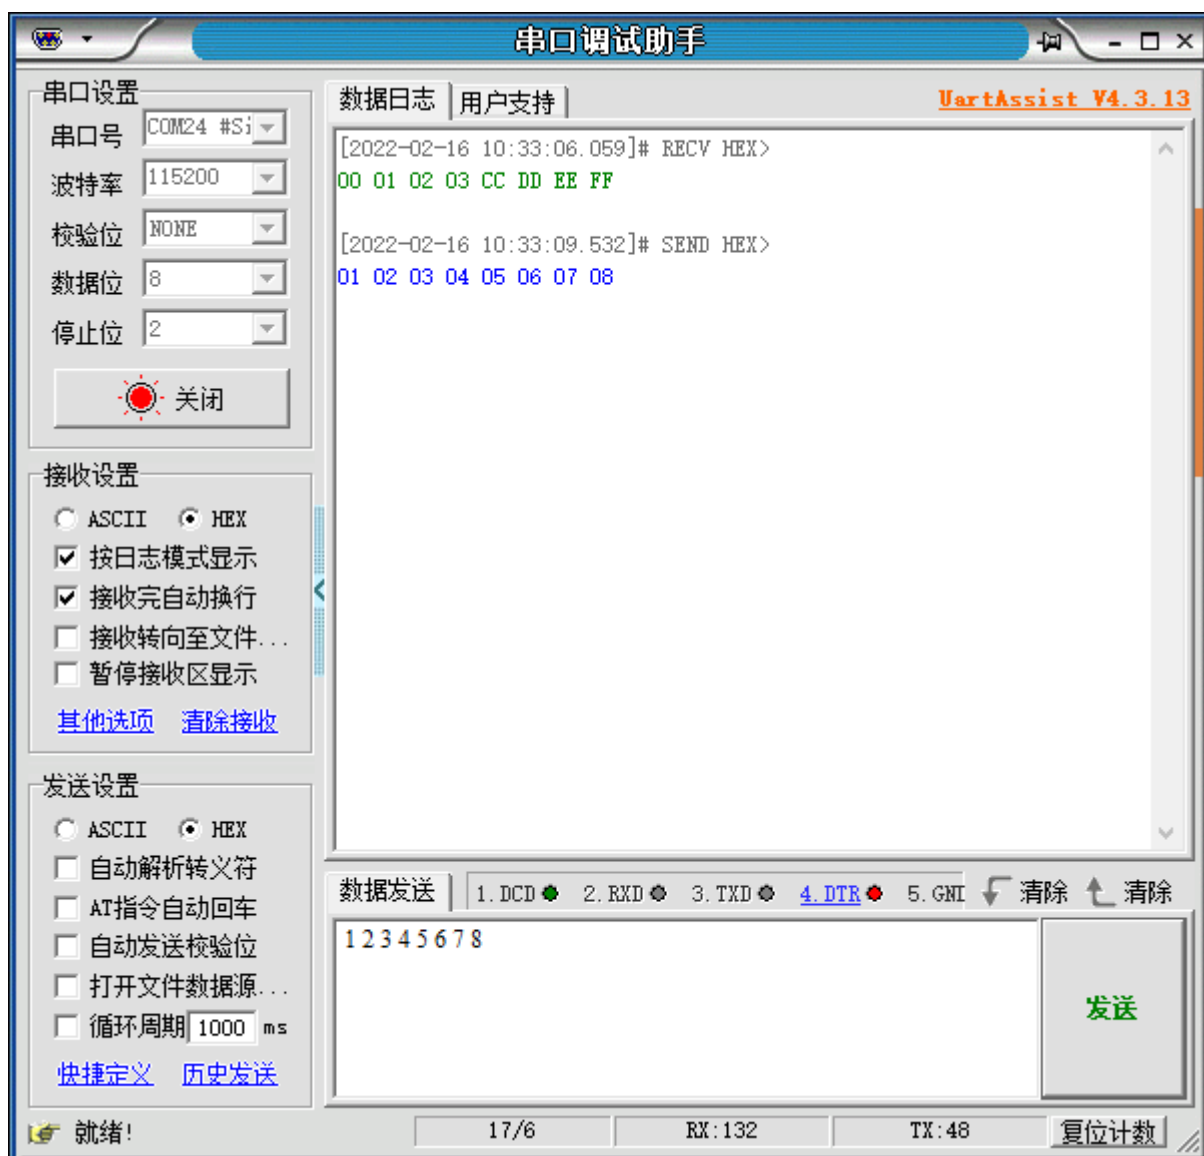 串口调试助手
串口设置
串口号 COM24 #Si
波特率 115200
校验位 NONE
数据位 8
停止位 2
关闭
接收设置
ASCII HEX
按日志模式显示
接收完自动换行
接收转向至文件...
暂停接收区显示
其他选项 清除接收
发送设置
ASCII HEX
自动解析转义符
AT指令自动回车
自动发送校验位
打开文件数据源...
循环周期 1000 ms
快捷定义 历史发送
数据日志 用户支持 UartAssist V4.3.13
[2022-02-16 10:33:06.059]# RECV HEX>
00 01 02 03 CC DD EE FF
[2022-02-16 10:33:09.532]# SEND HEX>
01 02 03 04 05 06 07 08
数据发送 1.DCD 2.RXD 3.TXD 4.DTR 5.GND 清除 清除
1 2 3 4 5 6 7 8
发送
就绪! 17/6 RX:132 TX:48 复位计数